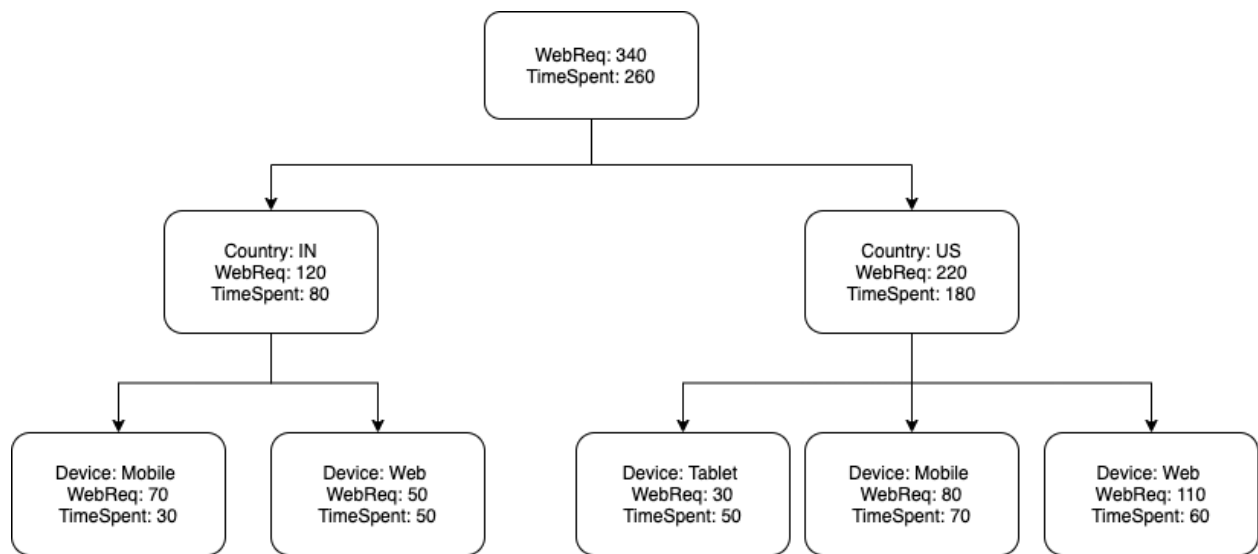 WebReq: 340
TimeSpent: 260
Country: IN
WebReq: 120
TimeSpent: 80
Country: US
WebReq: 220
TimeSpent: 180
Device: Mobile
WebReq: 70
TimeSpent: 30
Device: Web
WebReq: 50
TimeSpent: 50
Device: Tablet
WebReq: 30
TimeSpent: 50
Device: Mobile
WebReq: 80
TimeSpent: 70
Device: Web
WebReq: 110
TimeSpent: 60